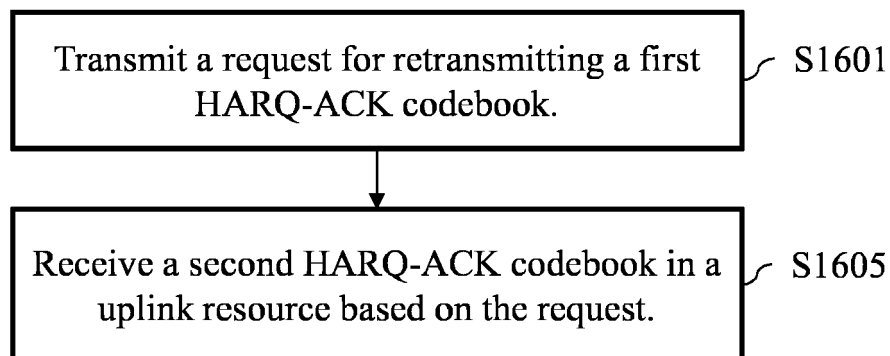 Transmit a request for retransmitting a first
HARQ-ACK codebook.
S1601
Receive a second HARQ-ACK codebook in a
uplink resource based on the request.
S1605